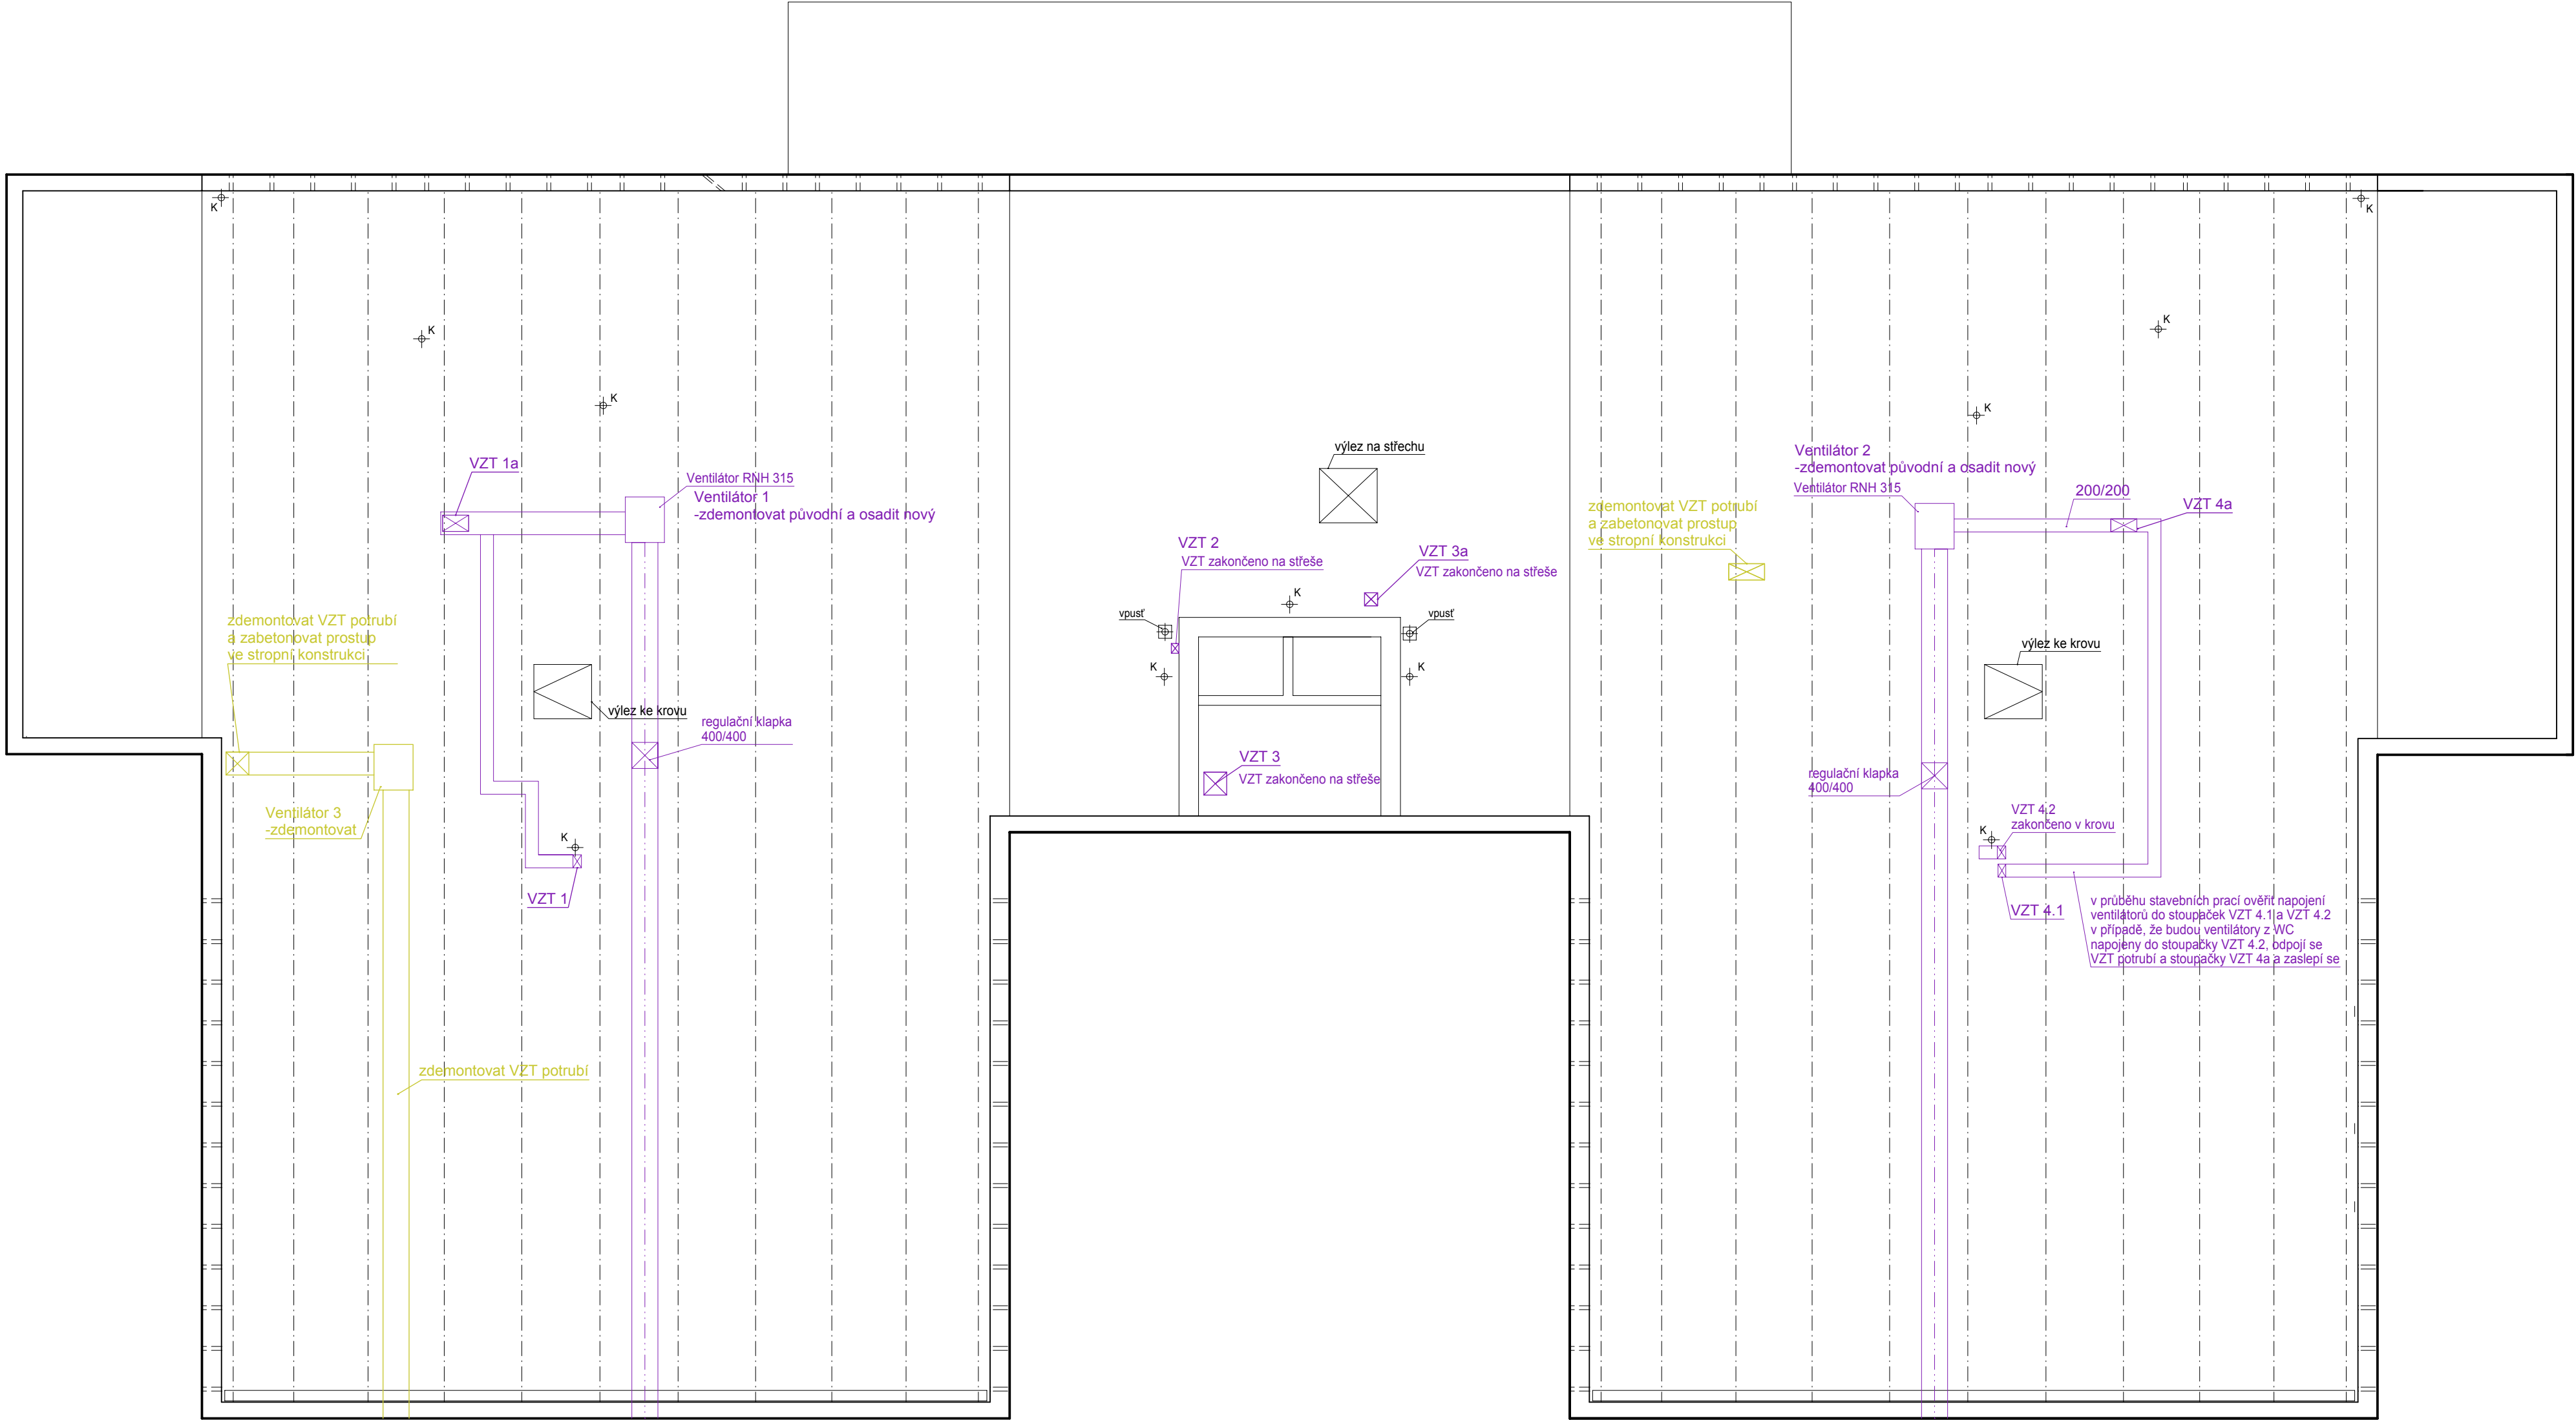 K
K
K
K
K
K
výlez na střechu
VZT 1a
Ventilátor RNH 315
Ventilátor 1
-zdemontovat původní a osadit nový
Ventilátor 2
-zdemontovat původní a osadit nový
Ventilátor RNH 315
200/200
VZT 4a
zdemontovat VZT potrubí
a zabetonovat prostup
ve stropní konstrukci
VZT 2
VZT zakončeno na střeše
VZT 3a
VZT zakončeno na střeše
K
vpusť
vpusť
K
K
zdemontovat VZT potrubí
a zabetonovat prostup
ve stropní konstrukci
výlez ke krovu
výlez ke krovu
regulační klapka
400/400
VZT 3
VZT zakončeno na střeše
regulační klapka
400/400
Ventilátor 3
-zdemontovat
K
VZT 1
VZT 4.2
zakončeno v krovu
K
VZT 4.1
v průběhu stavebních prací ověřit napojení
ventilátorů do stoupaček VZT 4.1 a VZT 4.2
v případě, že budou ventilátory z WC
napojeny do stoupačky VZT 4.2, odpojí se
VZT potrubí a stoupačky VZT 4a a zaslepí se
zdemontovat VZT potrubí